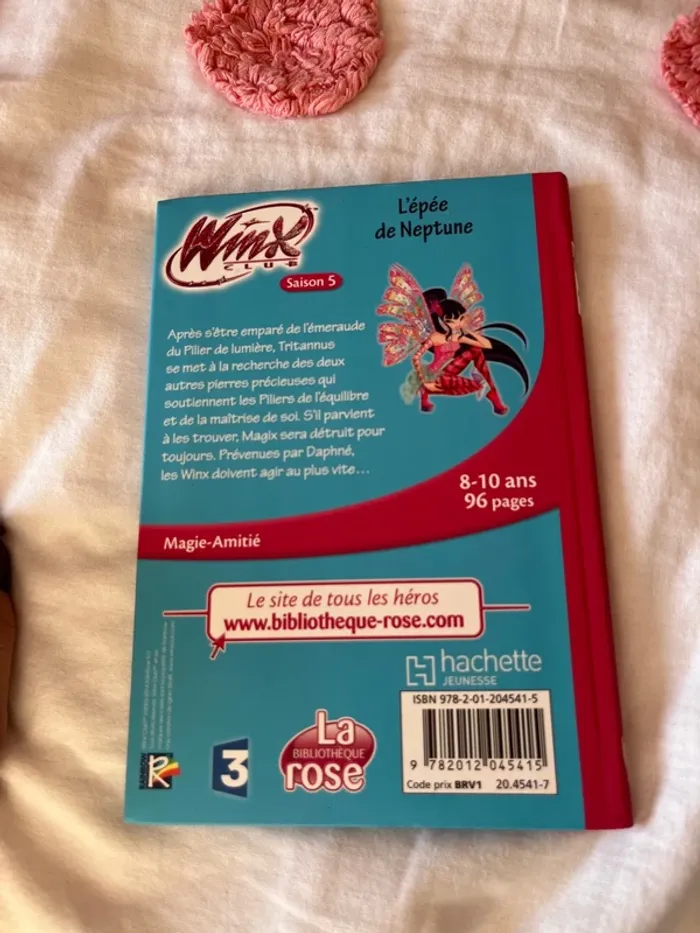 WinX
CLUB
Saison 5
L'épée
de Neptune
Après s'être emparé de l'émeraude
du Pilier de lumière, Tritannus
se met à la recherche des deux
autres pierres précieuses qui
soutiennent les Piliers de l'équilibre
et de la maîtrise de soi. S'il parvient
à les trouver, Magix sera détruit pour
toujours. Prévenues par Daphné,
les Winx doivent agir au plus vite...
8-10 ans
96 pages
Magie-Amitié
Le site de tous les héros
www.bibliotheque-rose.com
hachette
JEUNESSE
ISBN 978-2-01-204541-5
9 782012 045415
Code prix BRV1 20.4541-7
La
BIBLIOTHÈQUE
rose
3
R